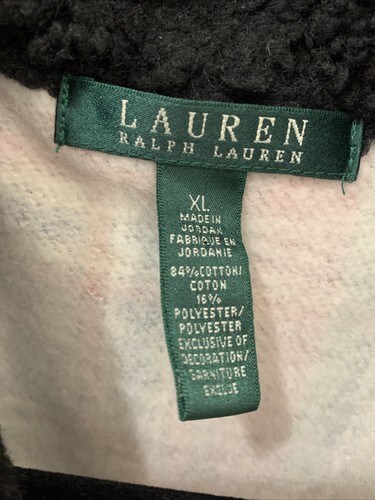 LAUREN
RALPH LAUREN
XL
MADE IN
JORDAN
FABRIQUE EN
JORDANIE
84% COTTON/
COTON
16%
POLYESTER/
POLYESTER
EXCLUSIVE OF
DECORATION/
GARNITURE
EXCLUE